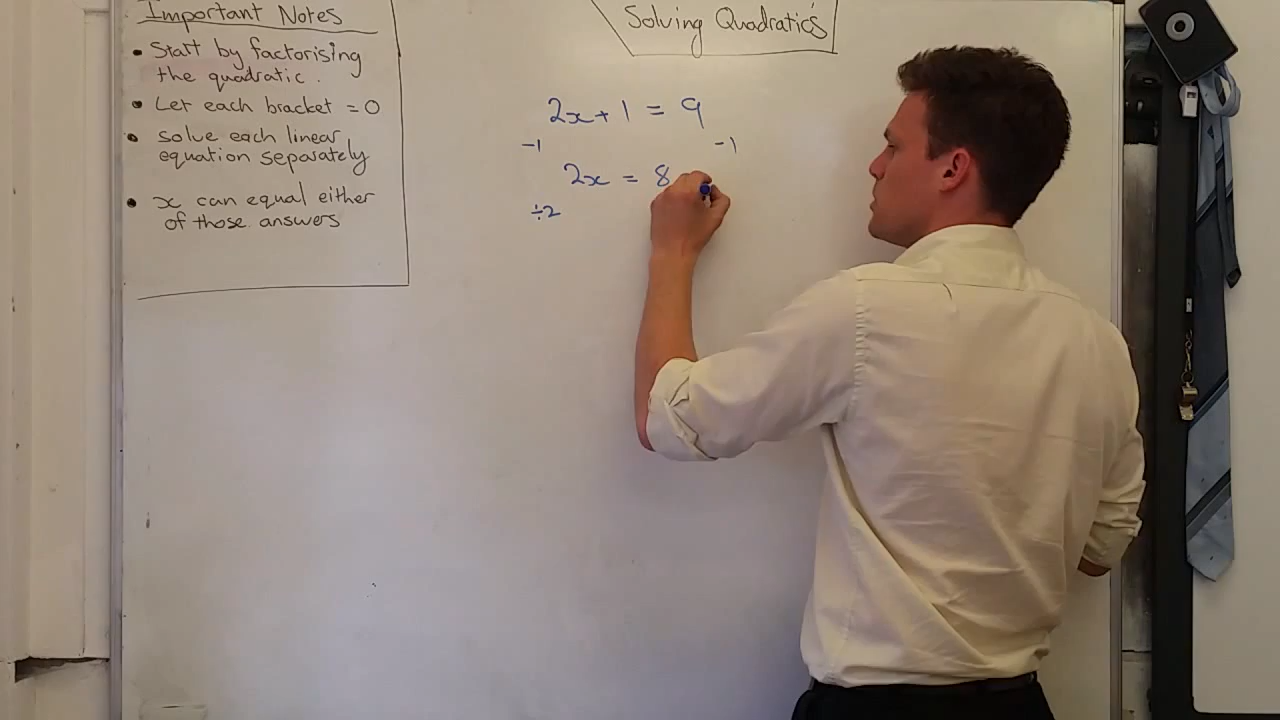 Important Notes
• Start by factorising
the quadratic.
• Let each bracket = 0
• solve each linear
equation separately
• x can equal either
of those answers
Solving Quadratic's
2x+1 = 9
-1 -1
2x = 8
÷2